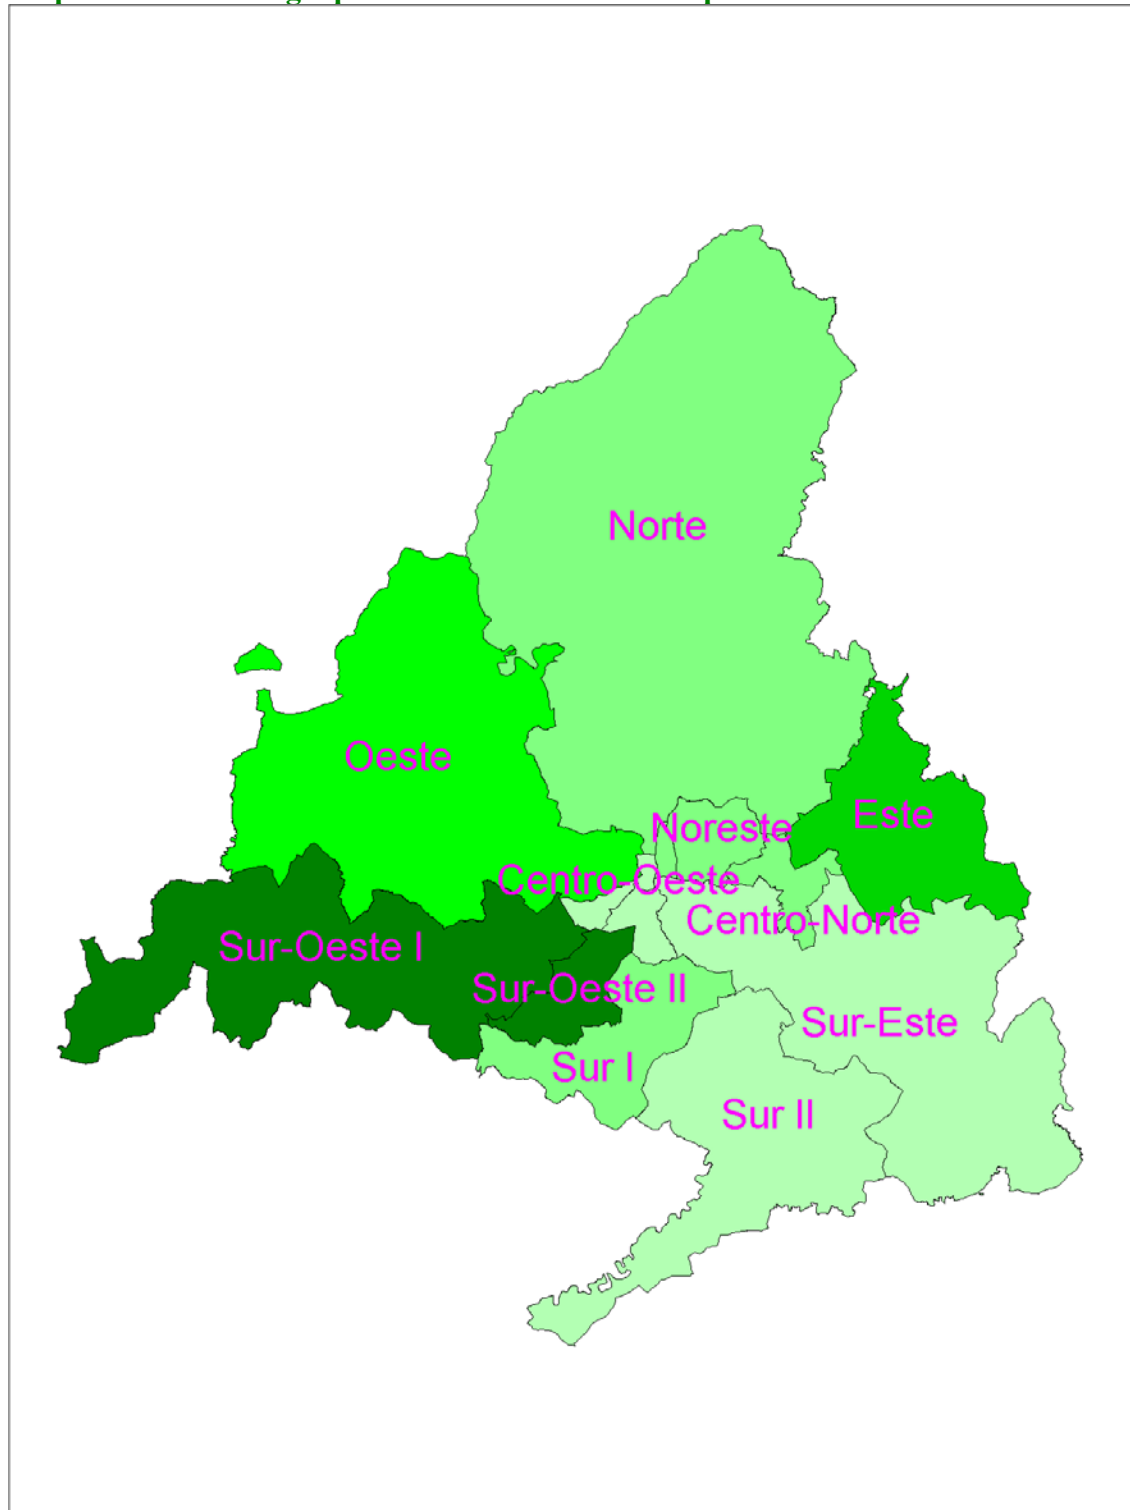 Norte
Oeste
Este
Noreste
Centro-Oeste
Centro-Norte
Sur-Oeste I
Sur-Oeste II
Sur-Este
Sur I
Sur II